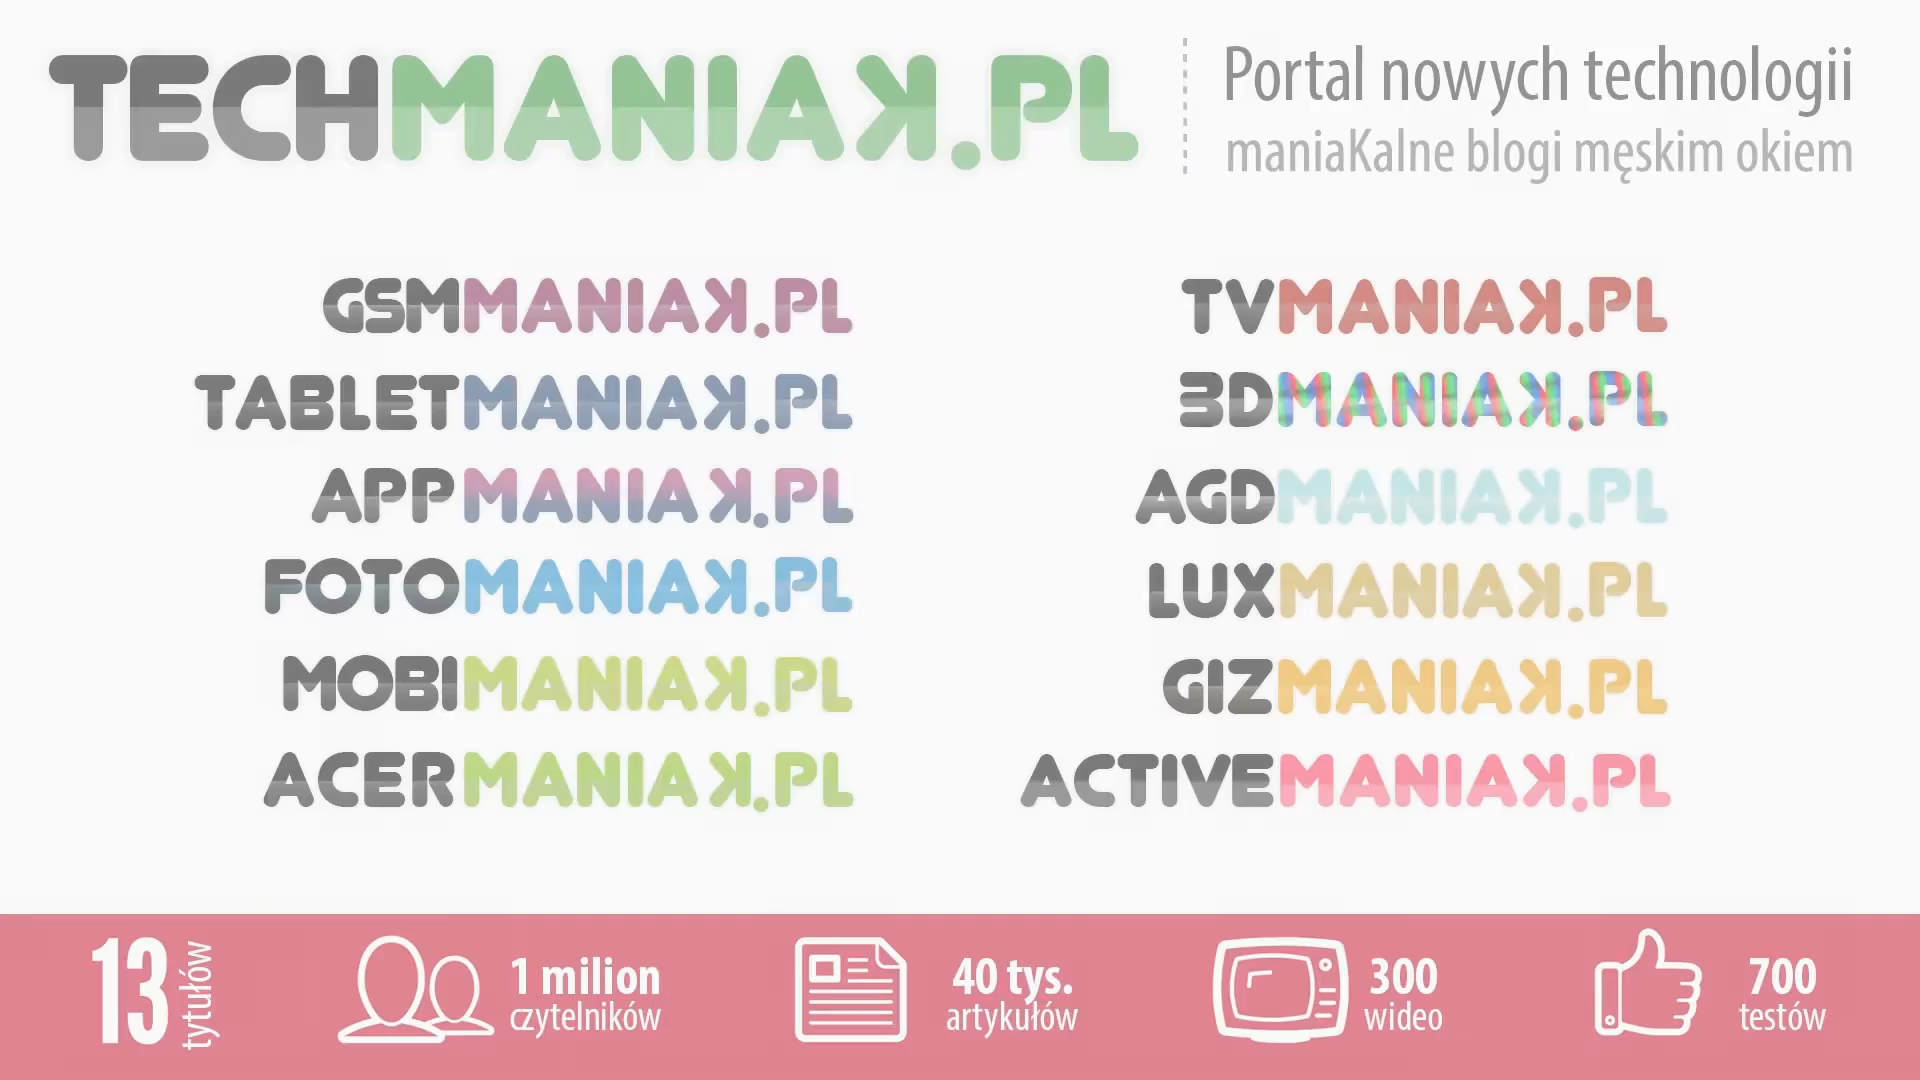 TECHMANIAK.PL
Portal nowych technologii
maniaKalne blogi męskim okiem
GSMMANIAK.PL
TABLETMANIAK.PL
APPMANIAK.PL
FOTOMANIAK.PL
MOBIMANIAK.PL
ACERMANIAK.PL
TVMANIAK.PL
3DMANIAK.PL
AGDMANIAK.PL
LUXMANIAK.PL
GIZMANIAK.PL
ACTIVEMANIAK.PL
13 tytułów
1 milion
czytelników
40 tys.
artykułów
300
wideo
700
testów